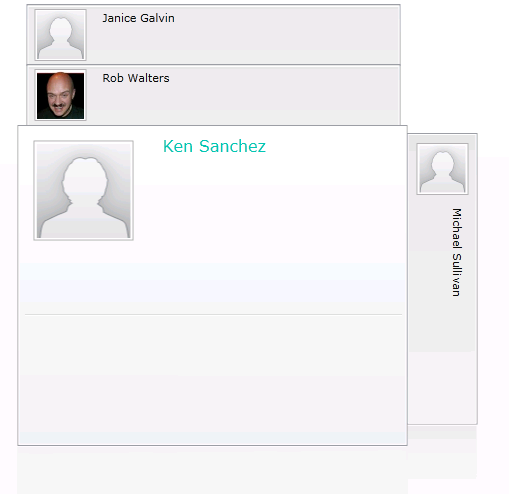 Janice Galvin
Rob Walters
Ken Sanchez
Michael Sullivan